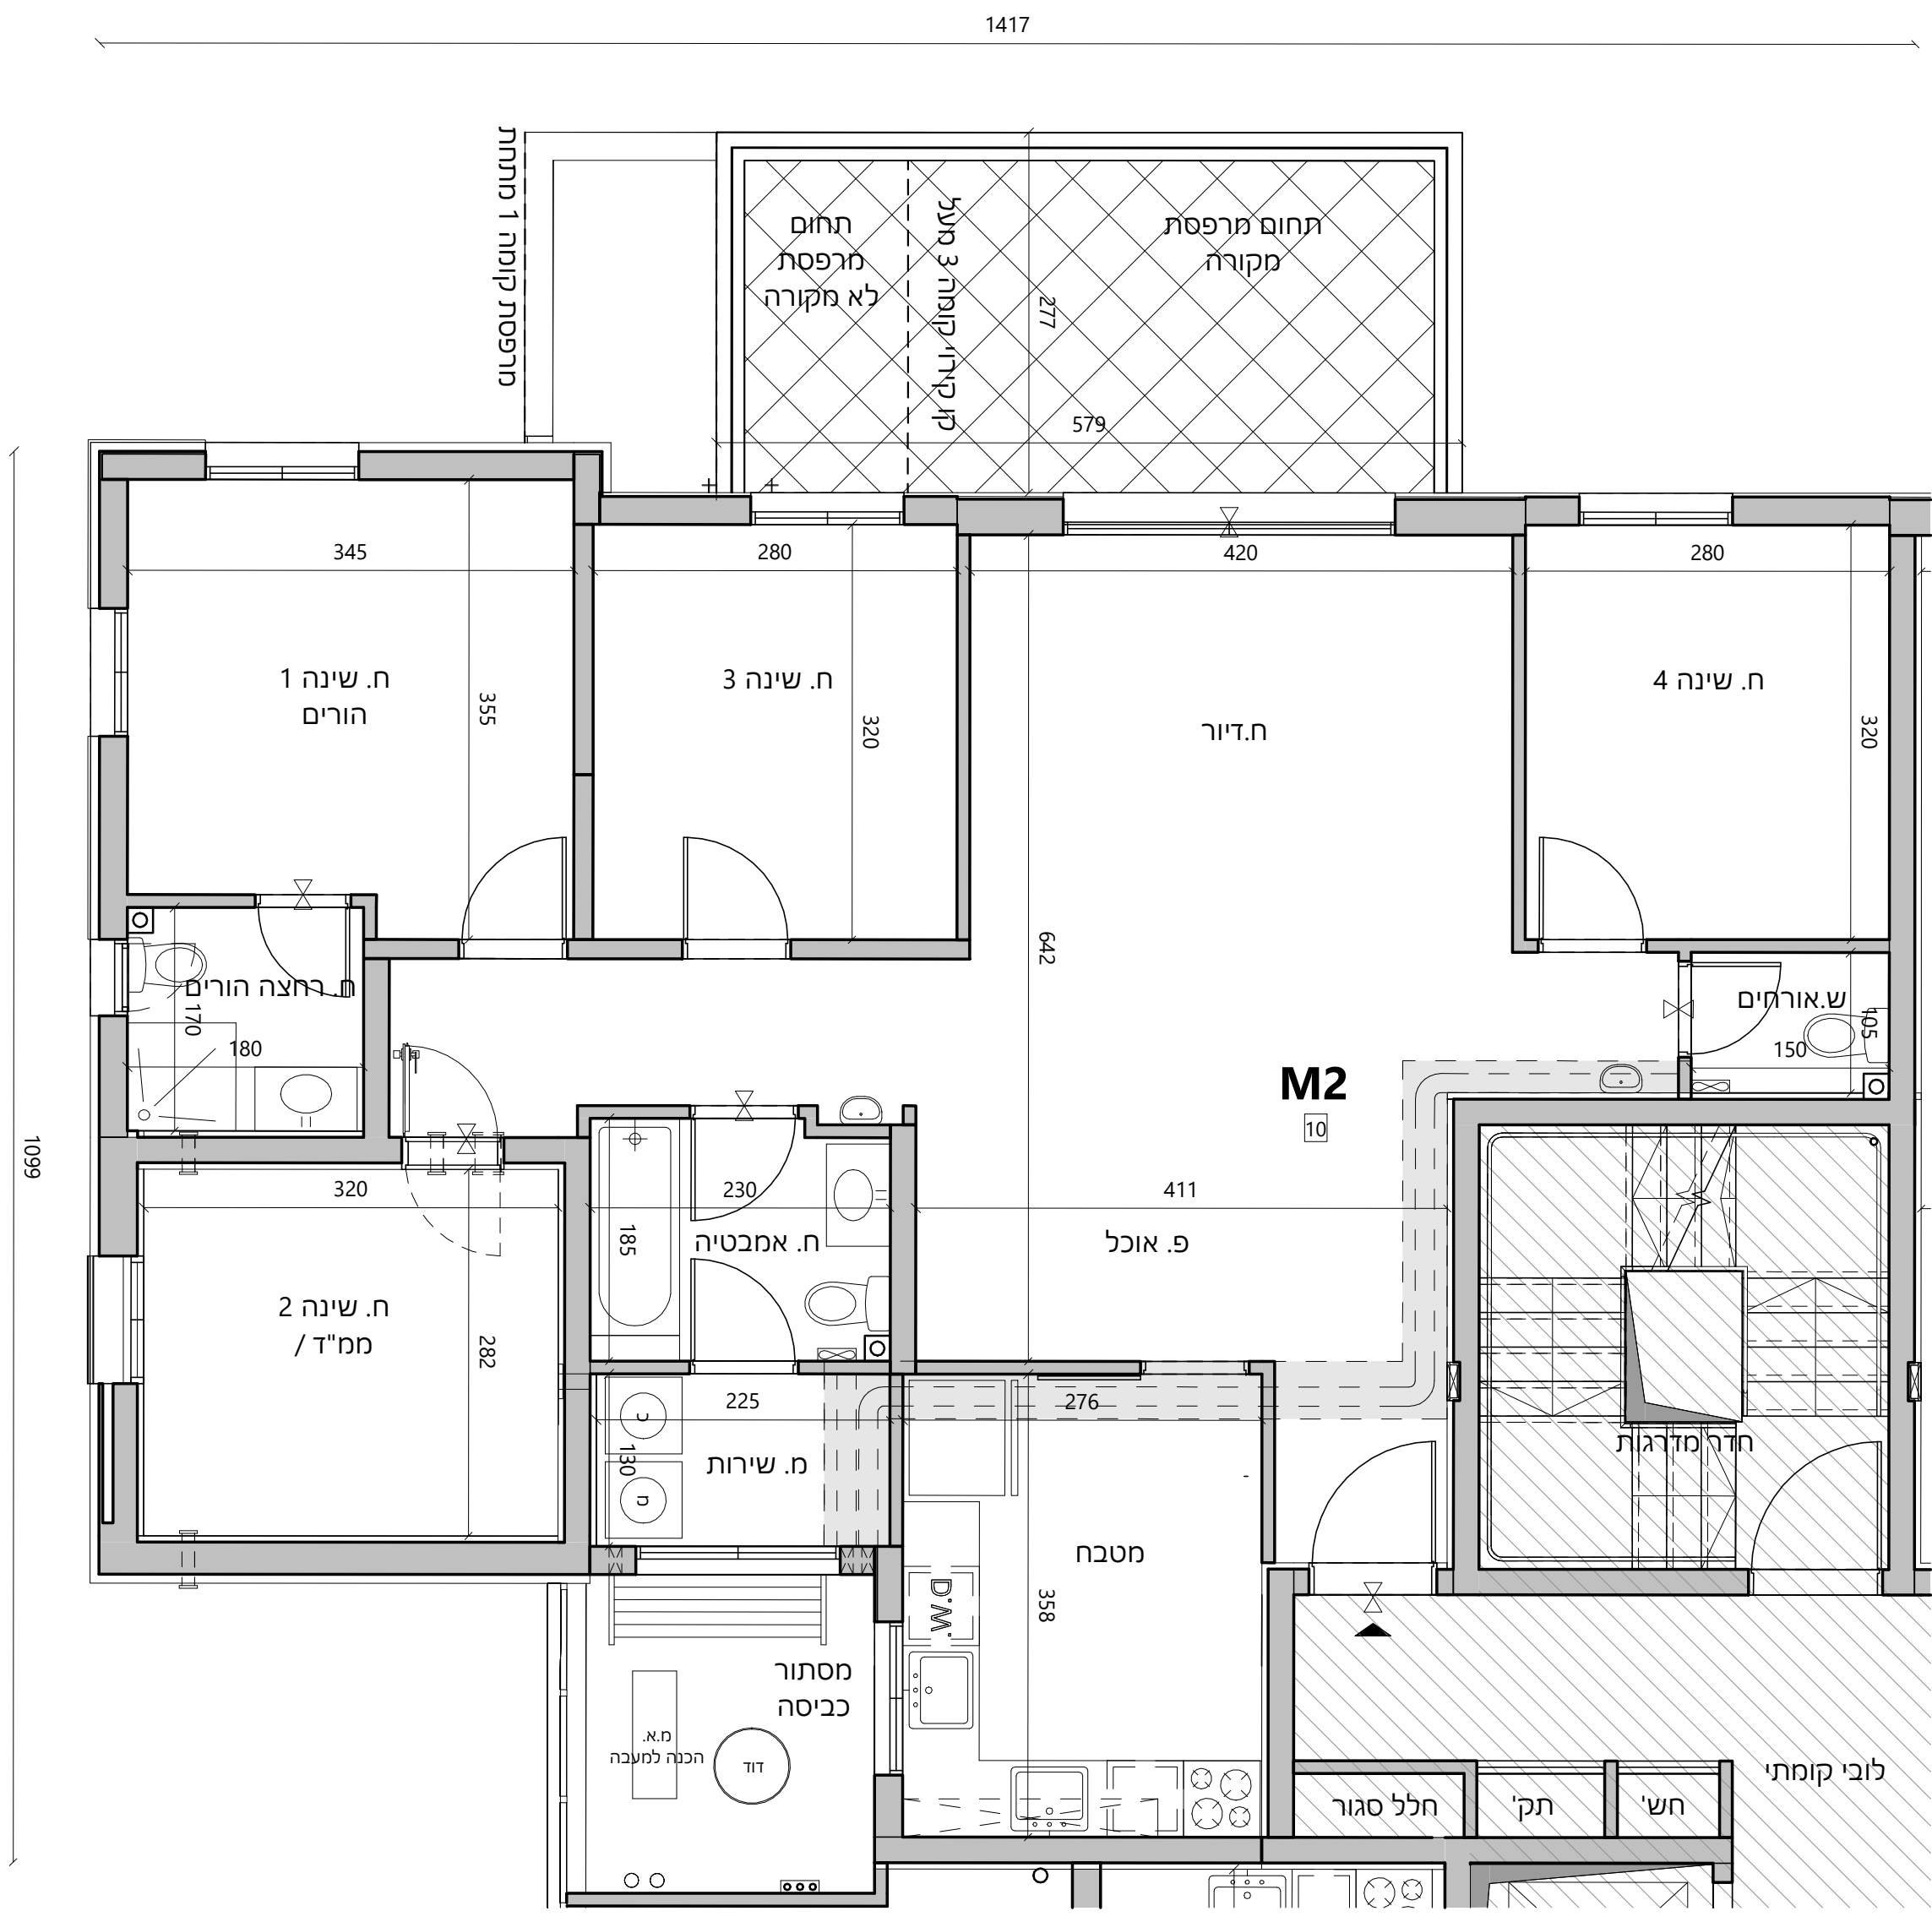 1417
מרפסת קומה 1 מתחת
תחום
מרפסת
לא מקורה
קו קירוי קומה 3 מעל
תחום מרפסת
מקורה
277
579
345
280
420
280
ח. שינה 1
הורים
355
ח. שינה 3
320
ח.דיור
ח. שינה 4
320
642
ח. רחצה הורים
170
180
ש.אורחים
105
150
M2
10
1099
320
230
411
185
ח. אמבטיה
פ. אוכל
ח. שינה 2
ממ"ד /
282
225
276
כ
130
מ. שירות
מ
חדר מדרגות
מטבח
D.W.
358
מסתור
כביסה
מ.א.
הכנה למעבה
דוד
לובי קומתי
חלל סגור
תק'
חש'